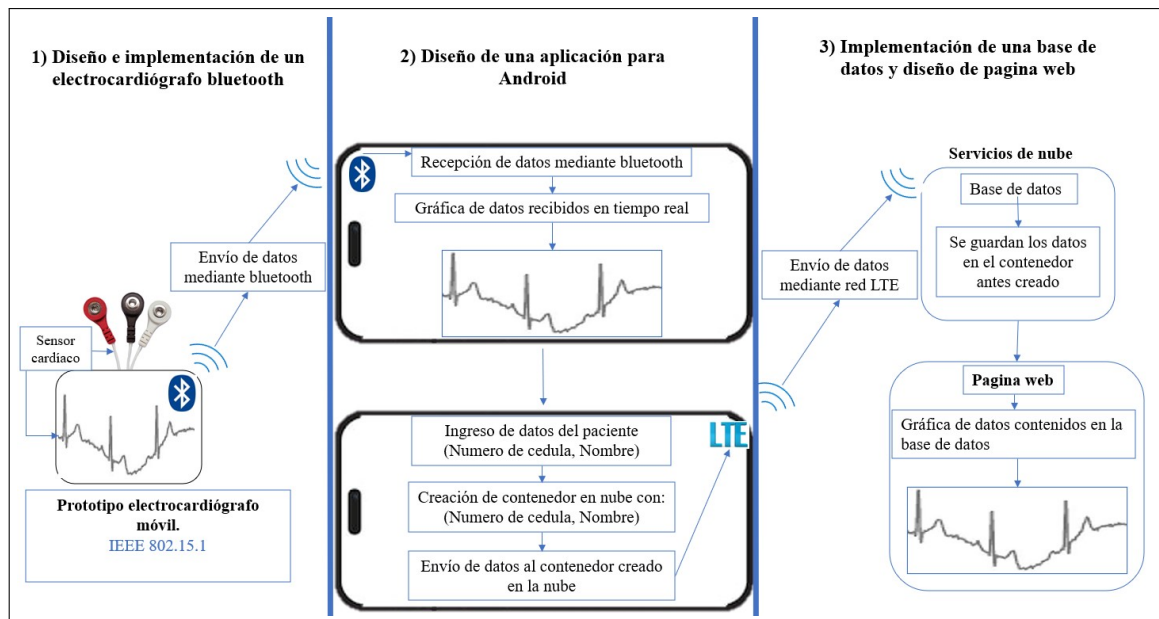 1) Diseño e implementación de un
electrocardiógrafo bluetooth
Envío de datos
mediante bluetooth
Sensor
cardíaco
Prototipo electrocardiógrafo
móvil.
IEEE 802.15.1
2) Diseño de una aplicación para
Android
Recepción de datos mediante bluetooth
Gráfica de datos recibidos en tiempo real
Ingreso de datos del paciente
(Numero de cedula, Nombre)
LTE
Creación de contenedor en nube con:
(Numero de cedula, Nombre)
Envío de datos al contenedor creado
en la nube
3) Implementación de una base de
datos y diseño de pagina web
Envío de datos
mediante red LTE
Servicios de nube
Base de datos
Se guardan los datos
en el contenedor
antes creado
Pagina web
Gráfica de datos contenidos en la
base de datos